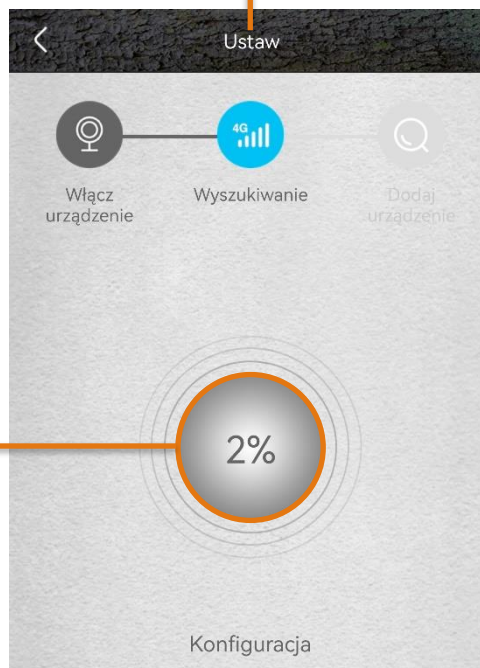 Ustaw
4G
Włącz
urządzenie
Wyszukiwanie
Dodaj
urządzenie
2%
Konfiguracja